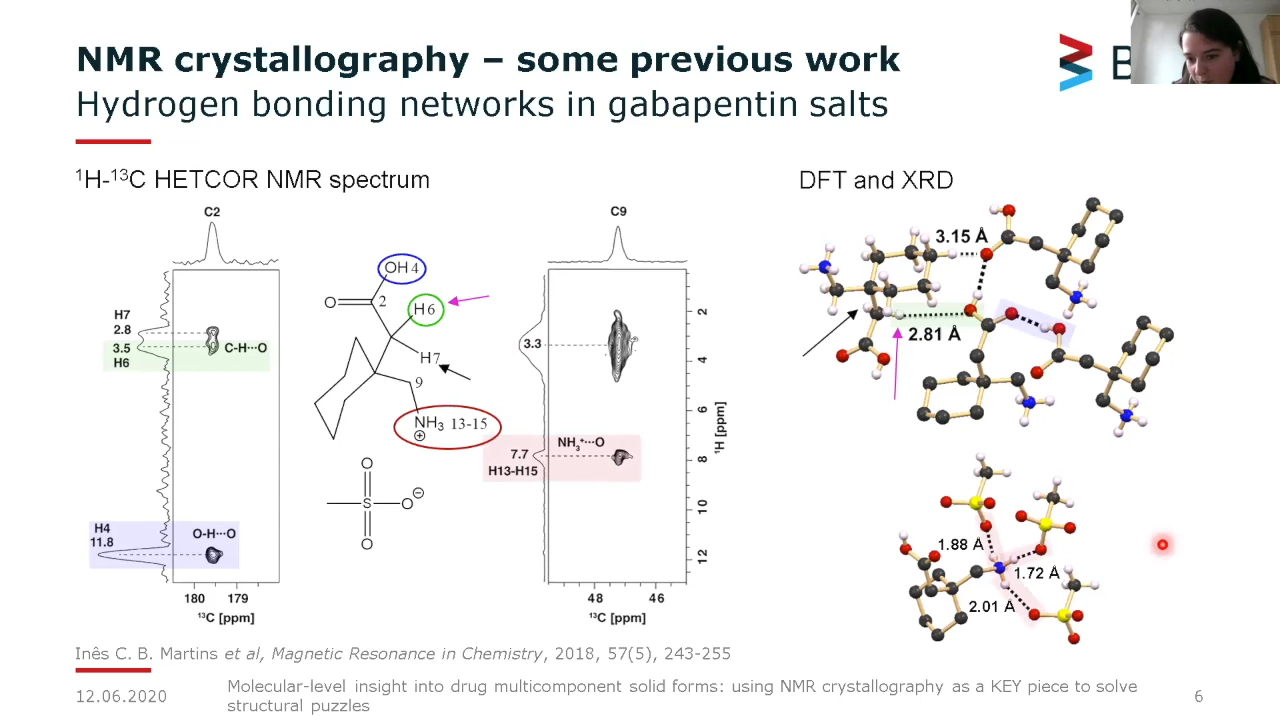 NMR crystallography – some previous work
Hydrogen bonding networks in gabapentin salts
B
¹H-¹³C HETCOR NMR spectrum
DFT and XRD
C2
C9
H7
2.8
3.5
H6
C-H···O
H4
11.8
O-H···O
180 179
¹³C [ppm]
OH 4
O
2
H 6
H 7
9
NH₃ 13-15
⊕
O
S
O
⊖
O
3.3
NH₃⁺···O
7.7
H13-H15
2
4
6
8
10
12
¹H [ppm]
48 46
¹³C [ppm]
3.15 Å
2.81 Å
1.88 Å
1.72 Å
2.01 Å
Inês C. B. Martins et al, Magnetic Resonance in Chemistry, 2018, 57(5), 243-255
12.06.2020
Molecular-level insight into drug multicomponent solid forms: using NMR crystallography as a KEY piece to solve
structural puzzles
6